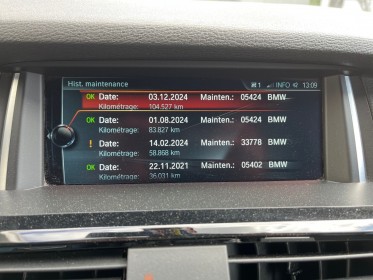 Hist. maintenance 1 INFO 13:09
OK Date: 03.12.2024 Mainten.: 05424 BMW
Kilométrage: 104.527 km
OK Date: 01.08.2024 Mainten.: 05424 BMW
Kilométrage: 83.827 km
! Date: 14.02.2024 Mainten.: 33778 BMW
Kilométrage: 58.868 km
OK Date: 22.11.2021 Mainten.: 05402 BMW
Kilométrage: 36.031 km